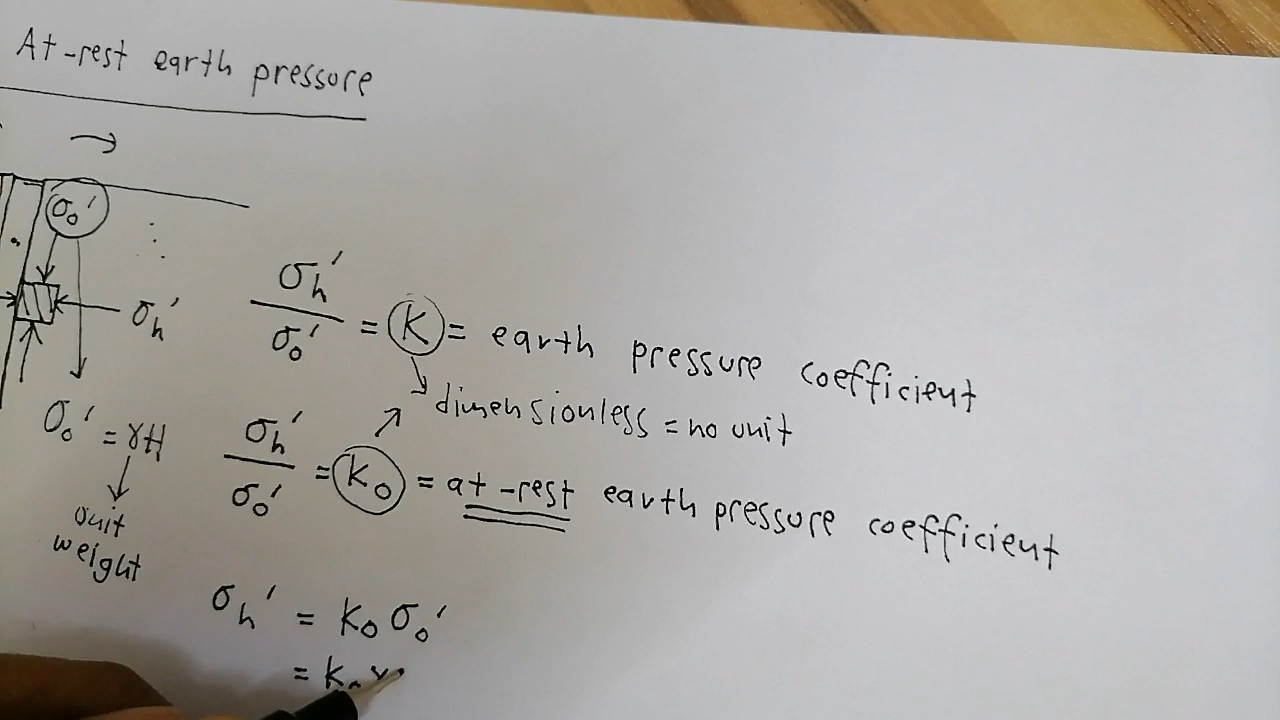 At-rest earth pressure
σo'
σh'
σh'/σo' = K = earth pressure coefficient
dimensionless = no unit
σo' = γH
unit
weight
σh'/σo' = Ko = at-rest earth pressure coefficient
σh' = Ko σo'
= Ko γ